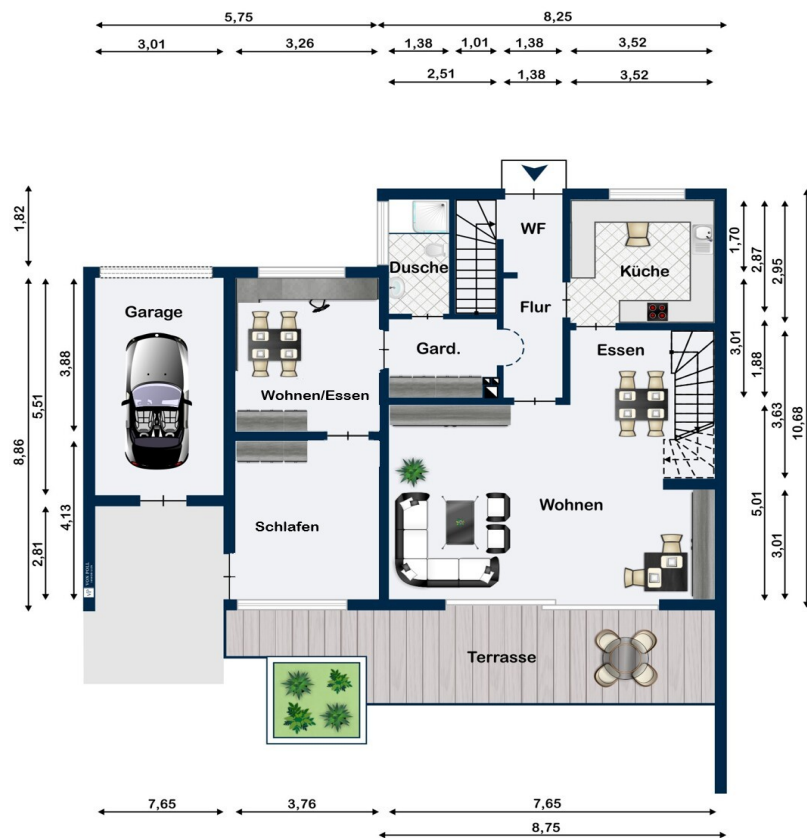 5,75
8,25
3,01
3,26
1,38
1,01
1,38
3,52
2,51
1,38
3,52
1,82
WF
1,70
2,87
2,95
Dusche
Küche
Garage
Flur
Gard.
Essen
3,88
5,51
8,86
Wohnen/Essen
3,01
1,88
3,63
10,68
Wohnen
Schlafen
4,13
2,81
5,01
3,01
VON POLL
Terrasse
7,65
3,76
7,65
8,75